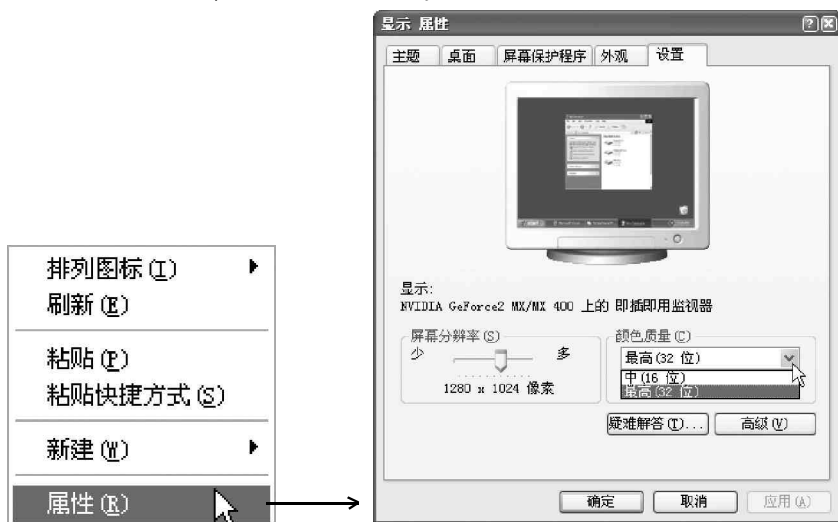 显示 属性
主题 桌面 屏幕保护程序 外观 设置
显示:
NVIDIA GeForce2 MX/MX 400 上的 即插即用监视器
屏幕分辨率(S)
少 多
1280 x 1024 像素
颜色质量(C)
最高(32 位)
中(16 位)
最高(32 位)
疑难解答(T)... 高级(V)
确定 取消 应用(A)
排列图标(I)
刷新(E)
粘贴(P)
粘贴快捷方式(S)
新建(W)
属性(R)